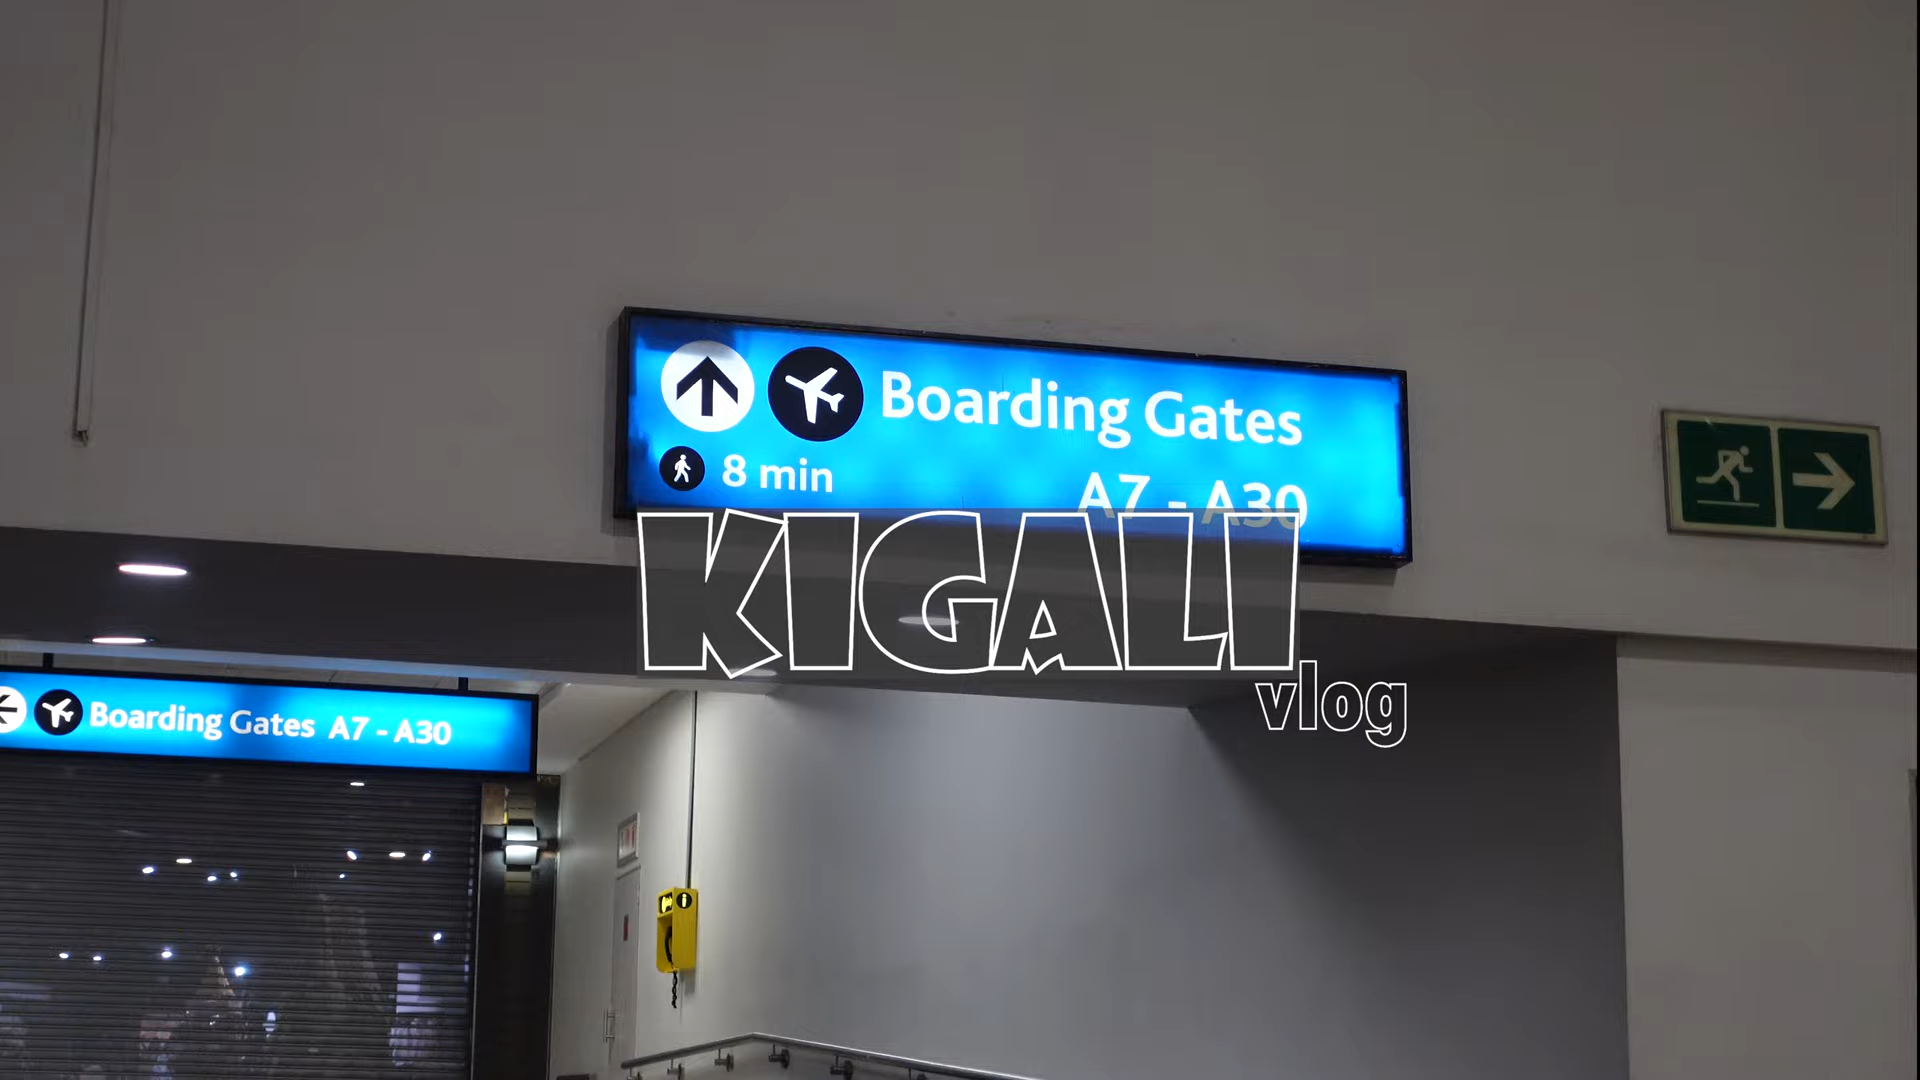 Boarding Gates
8 min
A7 - A30
KIGALI
vlog
Boarding Gates A7 - A30